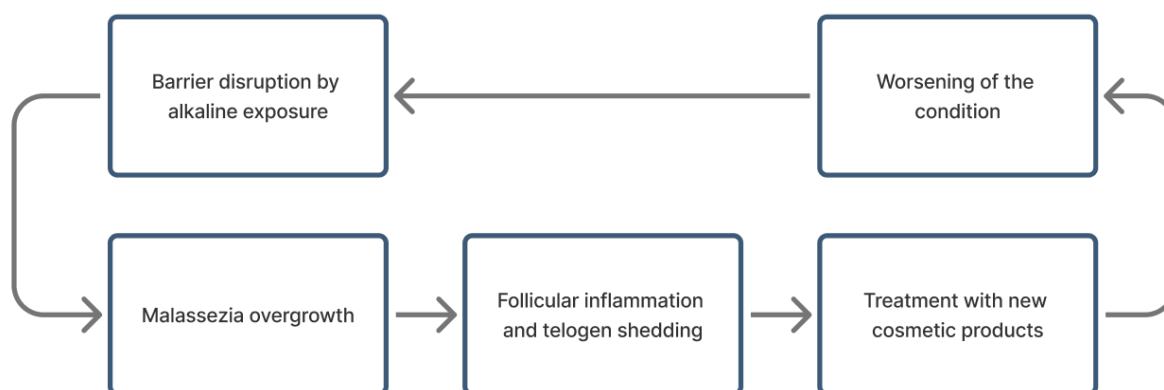 Barrier disruption by
alkaline exposure
Worsening of the
condition
Malassezia overgrowth
Follicular inflammation
and telogen shedding
Treatment with new
cosmetic products